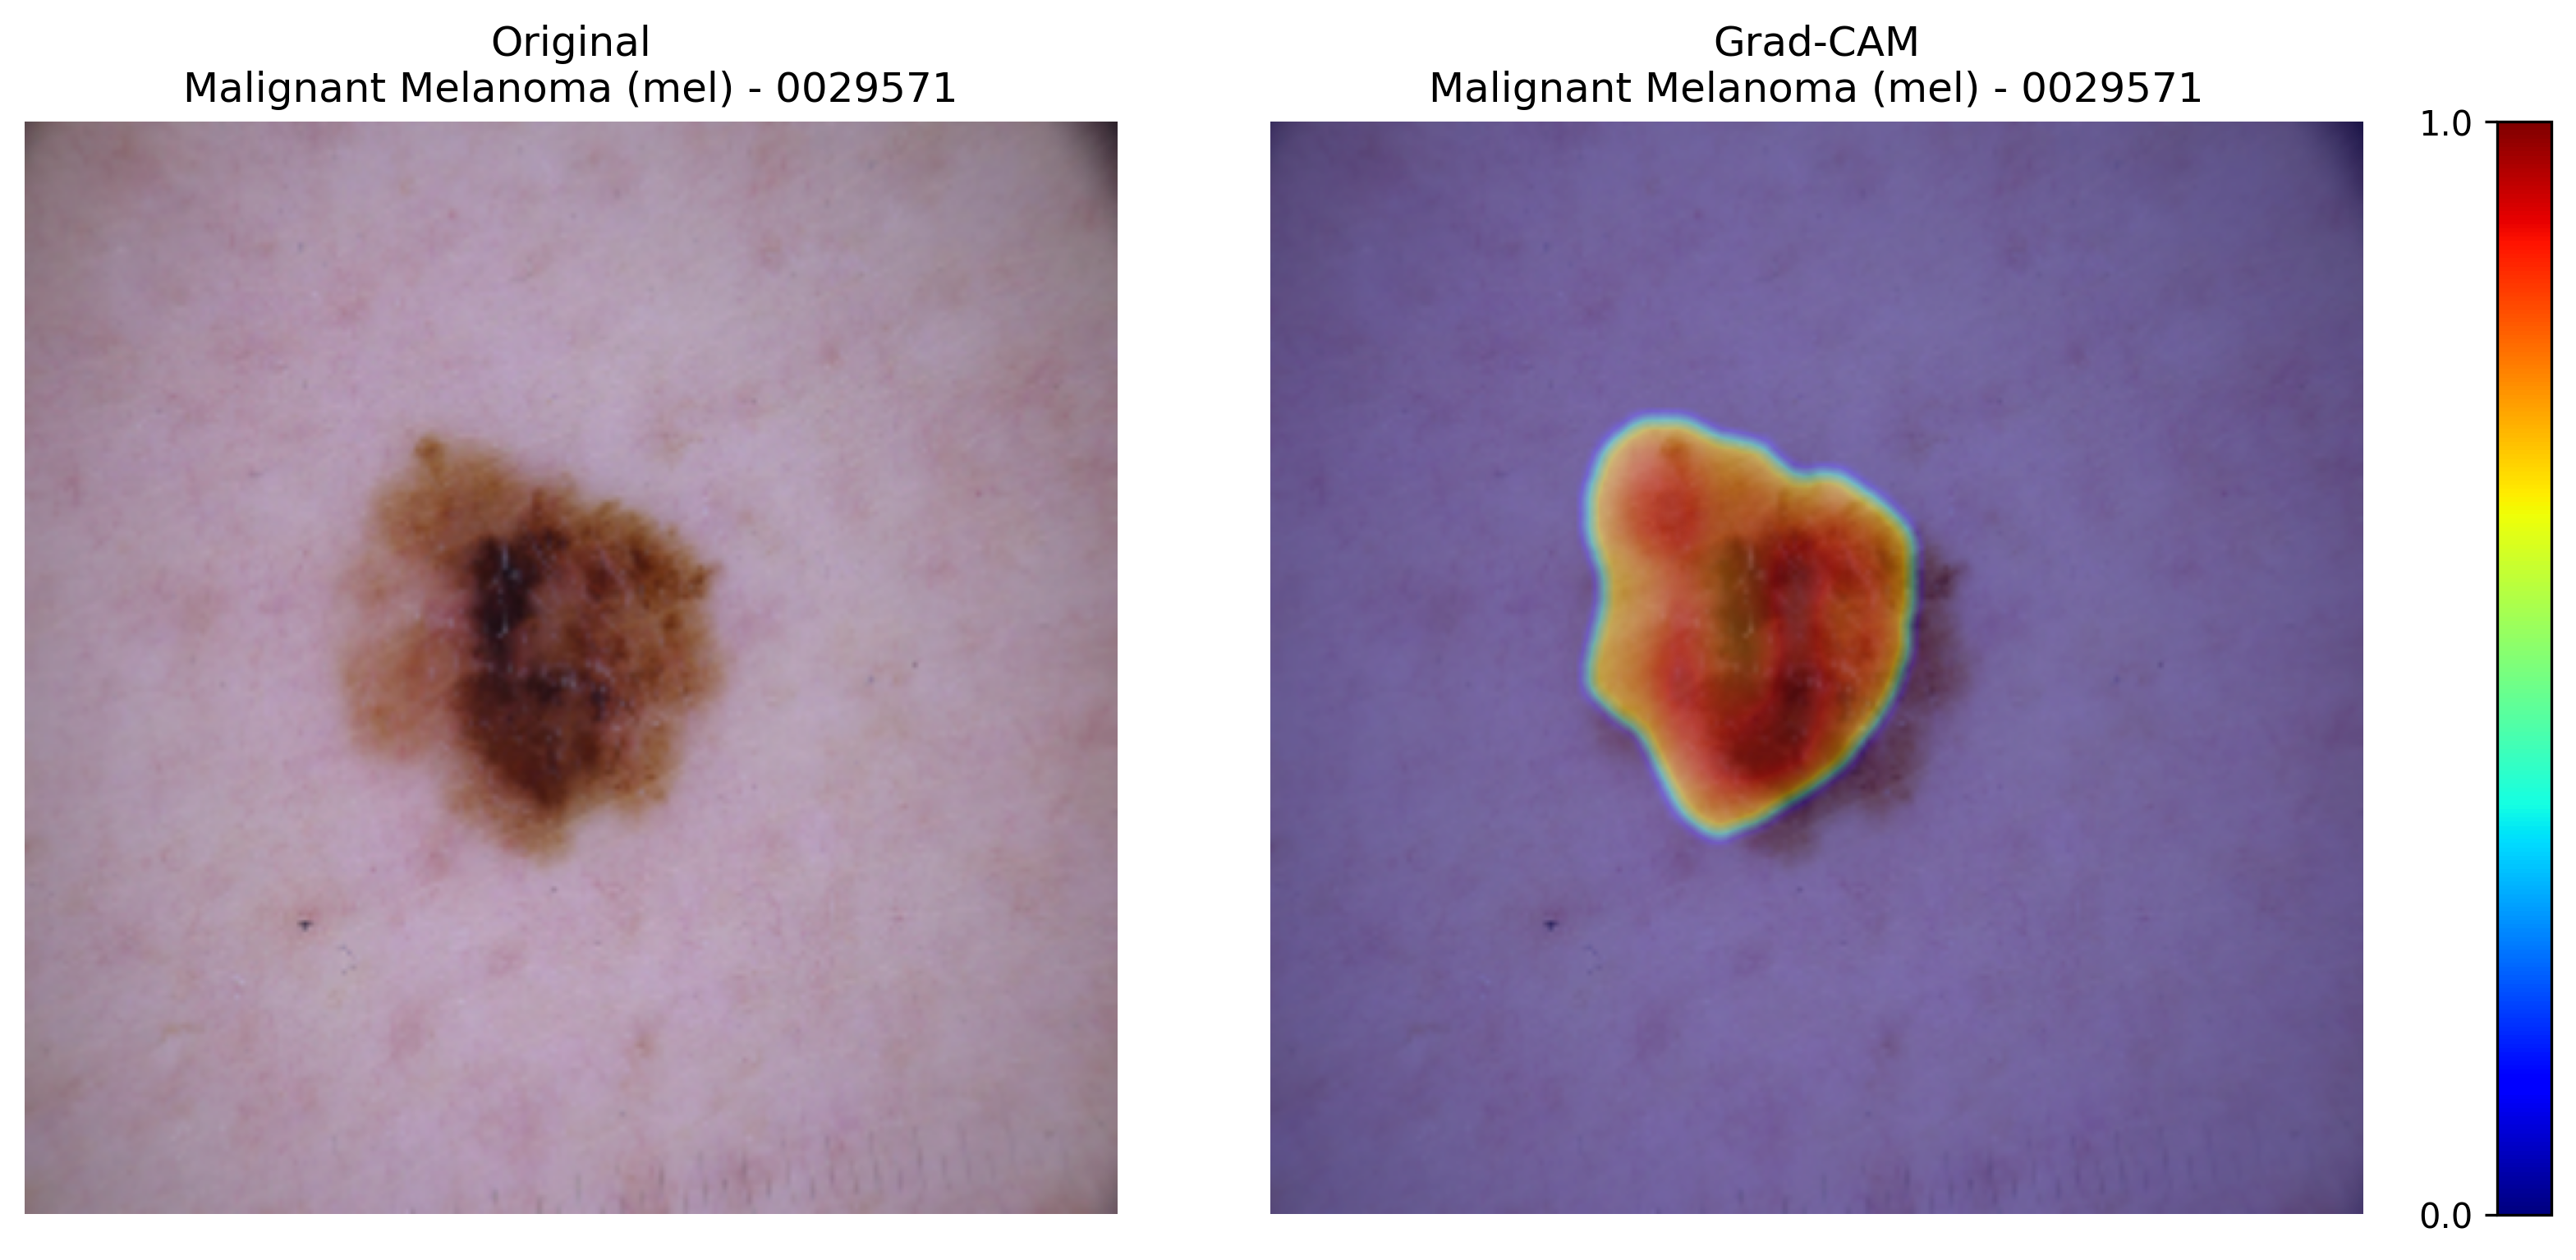 Original
Malignant Melanoma (mel) - 0029571
Grad-CAM
Malignant Melanoma (mel) - 0029571
1.0
0.0